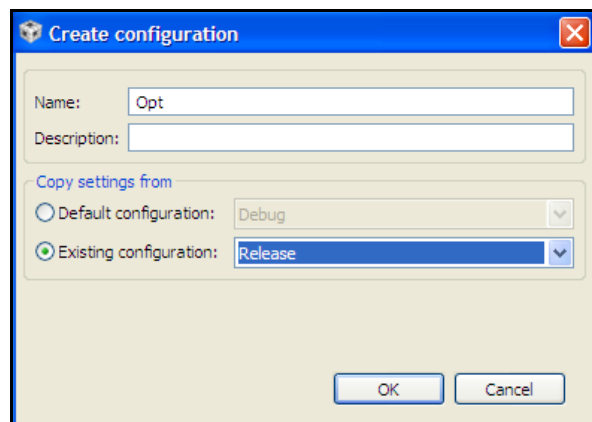 Create configuration
Name: Opt
Description:
Copy settings from
Default configuration: Debug
Existing configuration: Release
OK Cancel